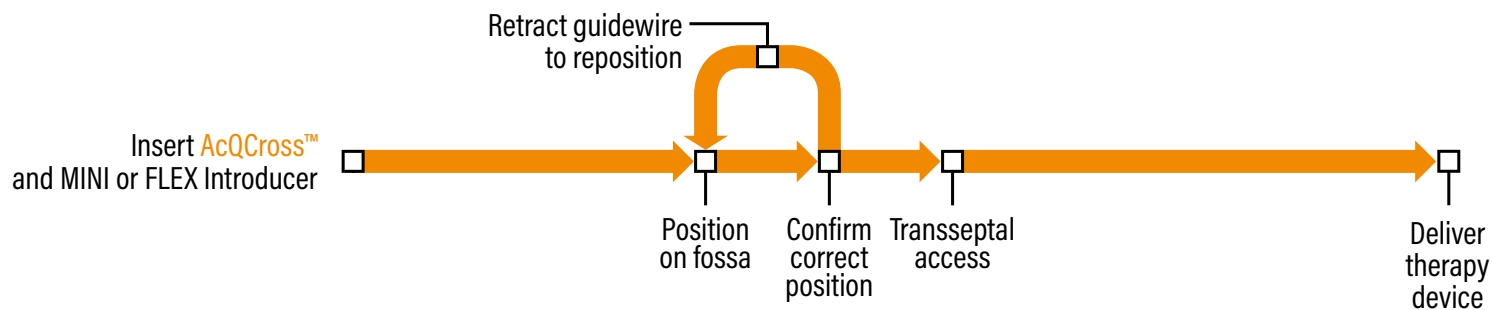 Retract guidewire
to reposition
Insert AcQCross™
and MINI or FLEX Introducer
Position
on fossa
Confirm
correct
position
Transseptal
access
Deliver
therapy
device